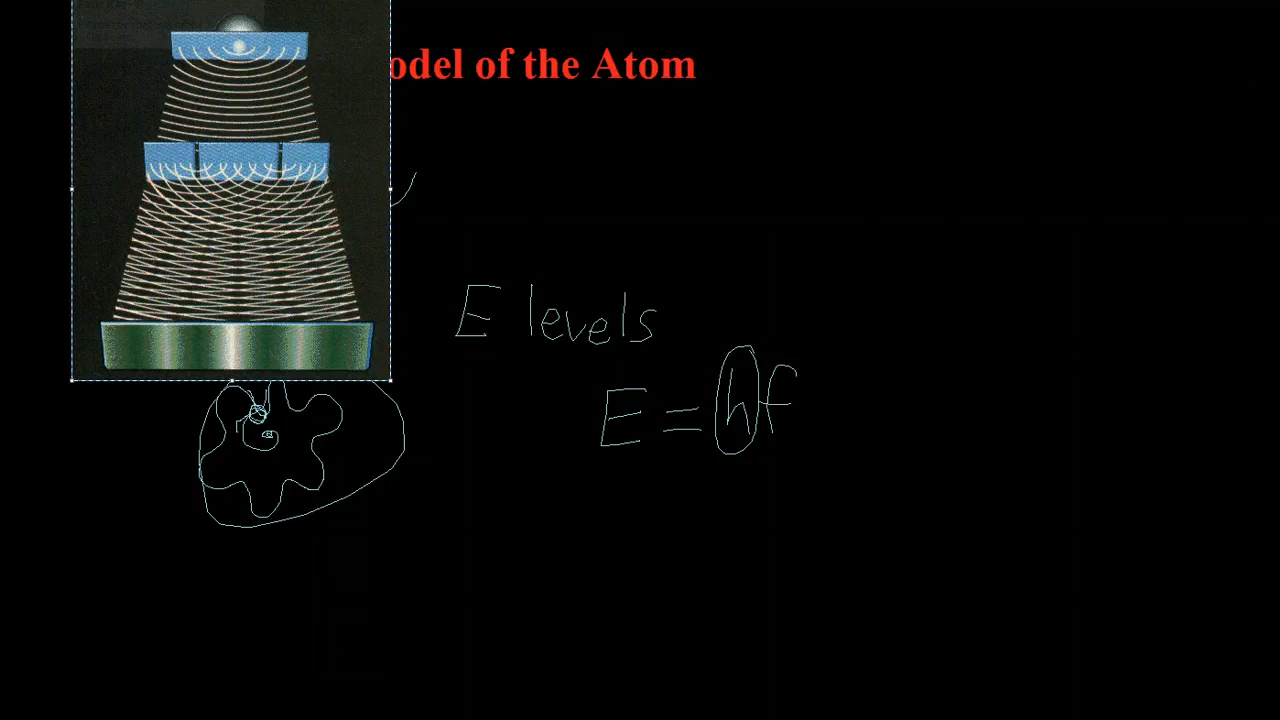 odel of the Atom
E levels
E = hf